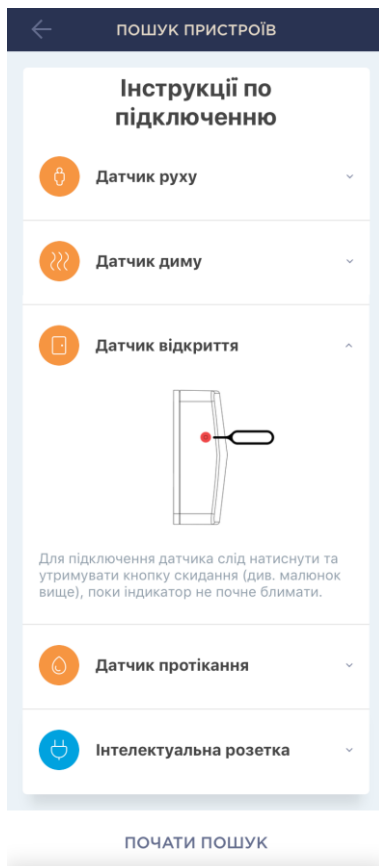 ПОШУК ПРИСТРОЇВ
Інструкції по
підключенню
Датчик руху
Датчик диму
Датчик відкриття
Для підключення датчика слід натиснути та
утримувати кнопку скидання (див. малюнок
вище), поки індикатор не почне блимати.
Датчик протікання
Інтелектуальна розетка
ПОЧАТИ ПОШУК